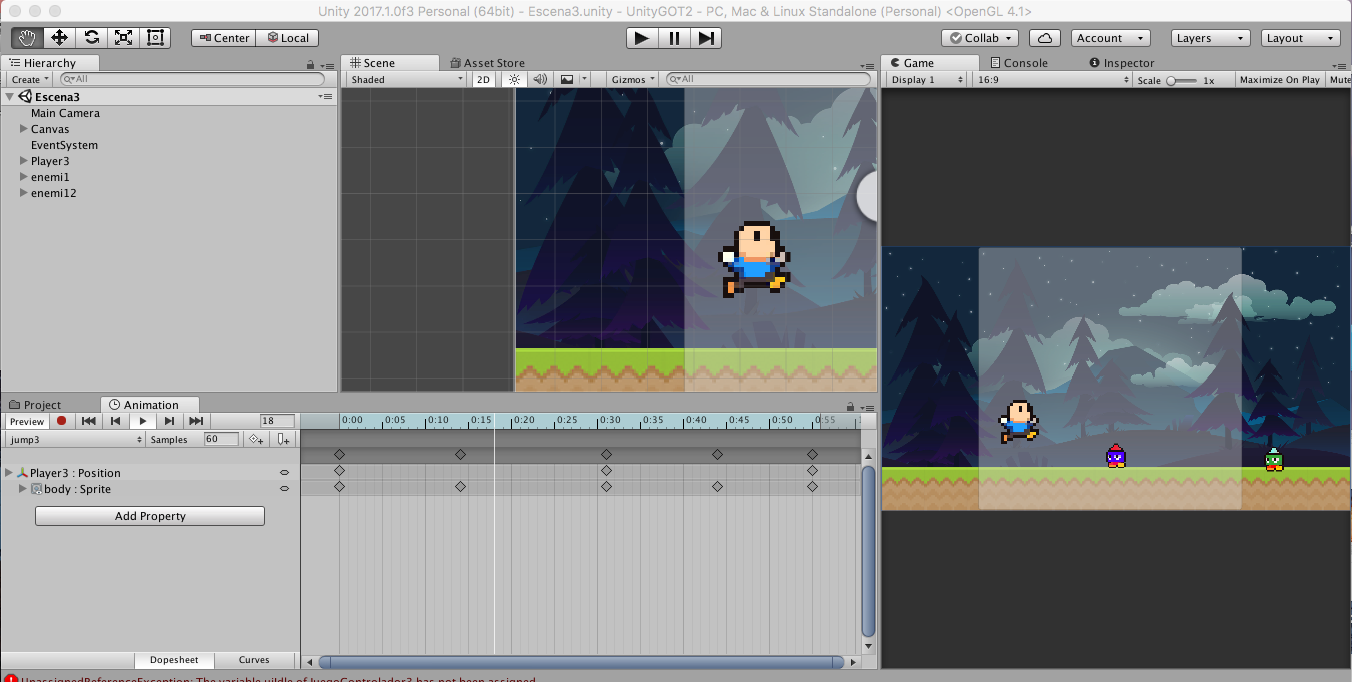 Unity 2017.1.0f3 Personal (64bit) - Escena3.unity - UnityGOT2 - PC, Mac & Linux Standalone (Personal) <OpenGL 4.1>
Center Local Collab Account Layers Layout
Hierarchy Scene Asset Store Game Console Inspector
Create All Shaded 2D Gizmos All Display 1 16:9 Scale 1x Maximize On Play Mute
Escena3
Main Camera
Canvas
EventSystem
Player3
enemi1
enemi12
Project Animation
Preview 18 0:00 0:05 0:10 0:15 0:20 0:25 0:30 0:35 0:40 0:45 0:50 0:55
jump3 Samples 60
Player3 : Position
body : Sprite
Add Property
Dopesheet Curves
UnassignedReferenceException: The variable uiIdle of JuegoControlador3 has not been assigned.